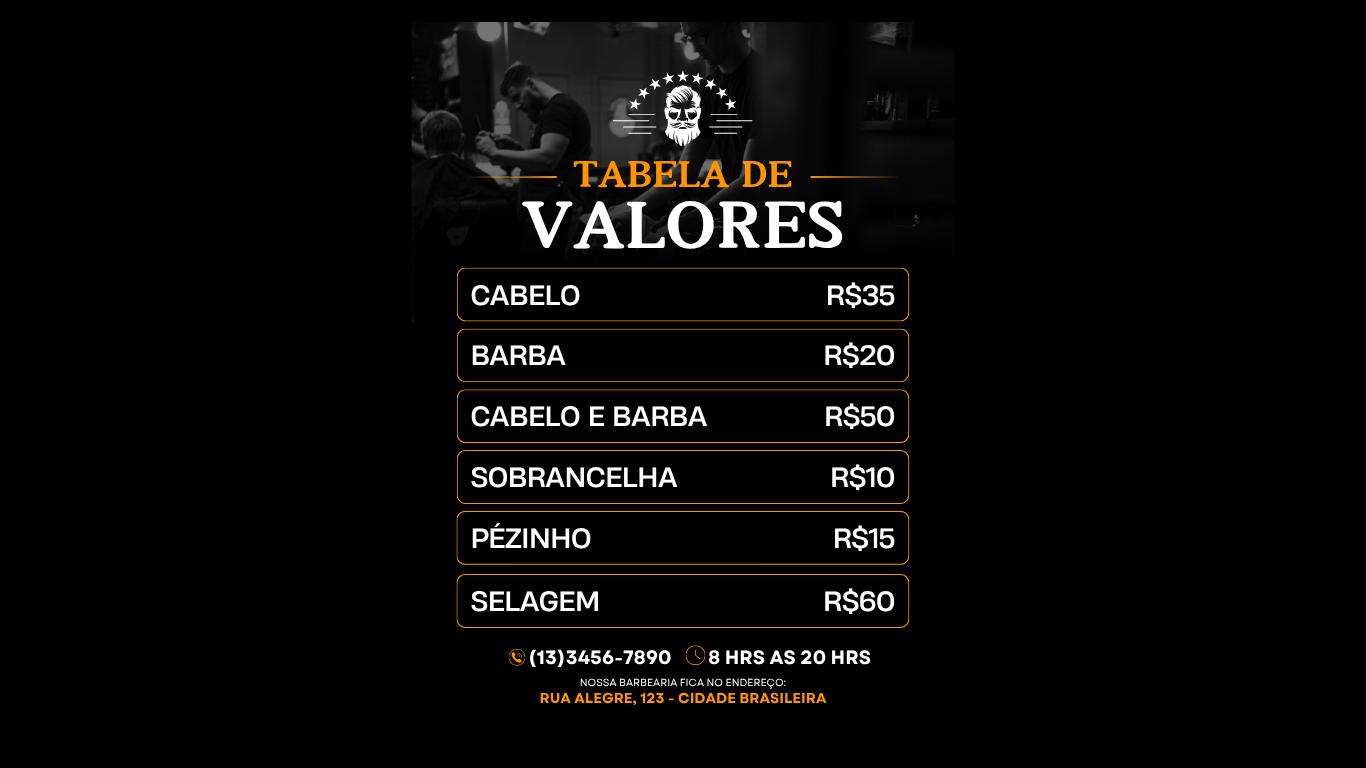 TABELA DE
VALORES
CABELO R$35
BARBA R$20
CABELO E BARBA R$50
SOBRANCELHA R$10
PÉZINHO R$15
SELAGEM R$60
(13)3456-7890 8 HRS AS 20 HRS
NOSSA BARBEARIA FICA NO ENDEREÇO:
RUA ALEGRE, 123 - CIDADE BRASILEIRA